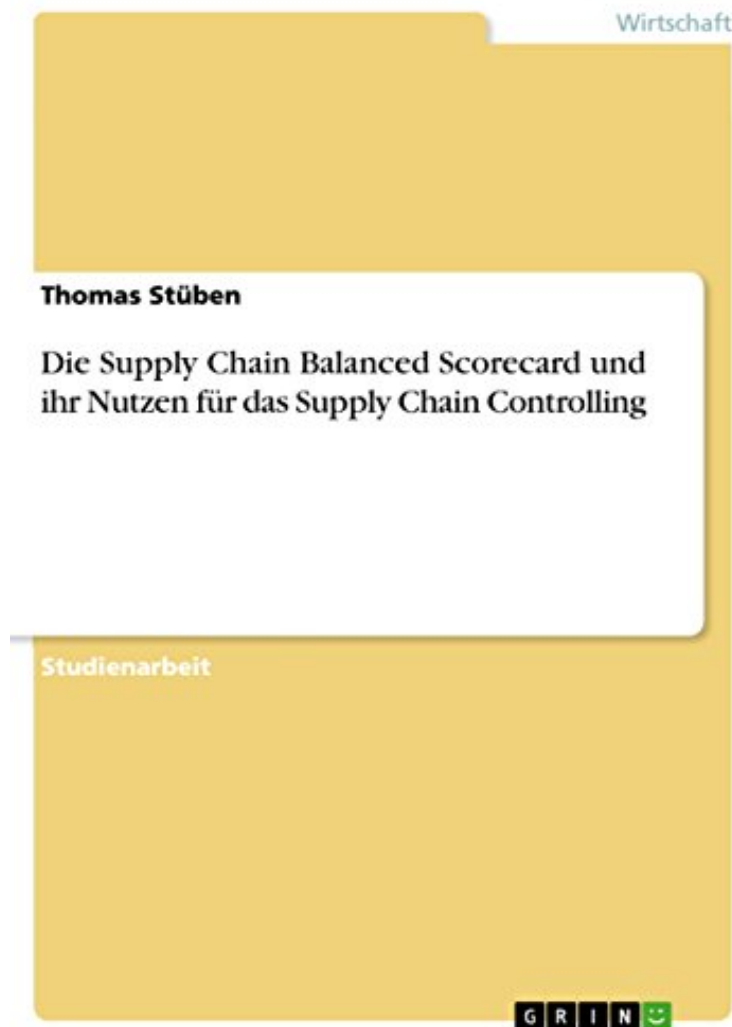 Wirtschaft
Thomas Stüben
Die Supply Chain Balanced Scorecard und
ihr Nutzen für das Supply Chain Controlling
Studienarbeit
GRIN